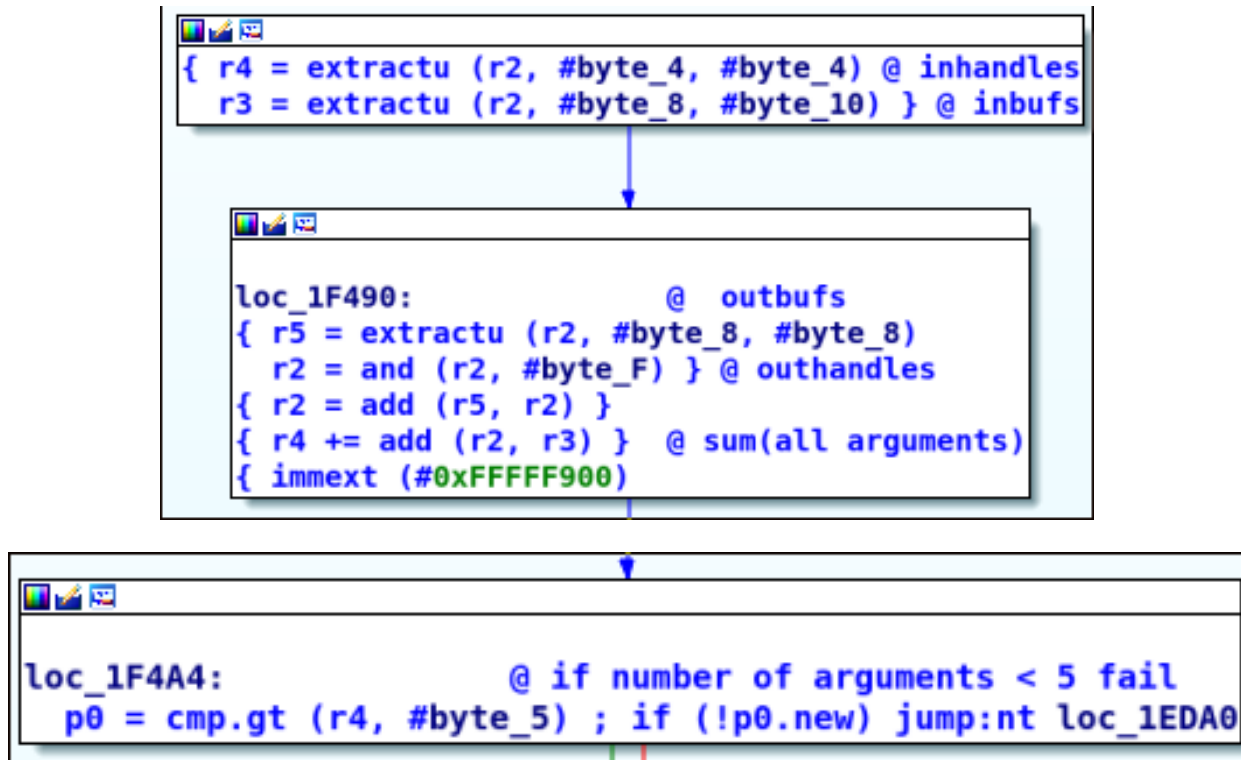 { r4 = extractu (r2, #byte_4, #byte_4) @ inhandles
r3 = extractu (r2, #byte_8, #byte_10) } @ inbufs
loc_1F490: @ outbufs
{ r5 = extractu (r2, #byte_8, #byte_8)
r2 = and (r2, #byte_F) } @ outhandles
{ r2 = add (r5, r2) }
{ r4 += add (r2, r3) } @ sum(all arguments)
{ immext (#0xFFFFF900)
loc_1F4A4: @ if number of arguments < 5 fail
p0 = cmp.gt (r4, #byte_5) ; if (!p0.new) jump:nt loc_1EDA0